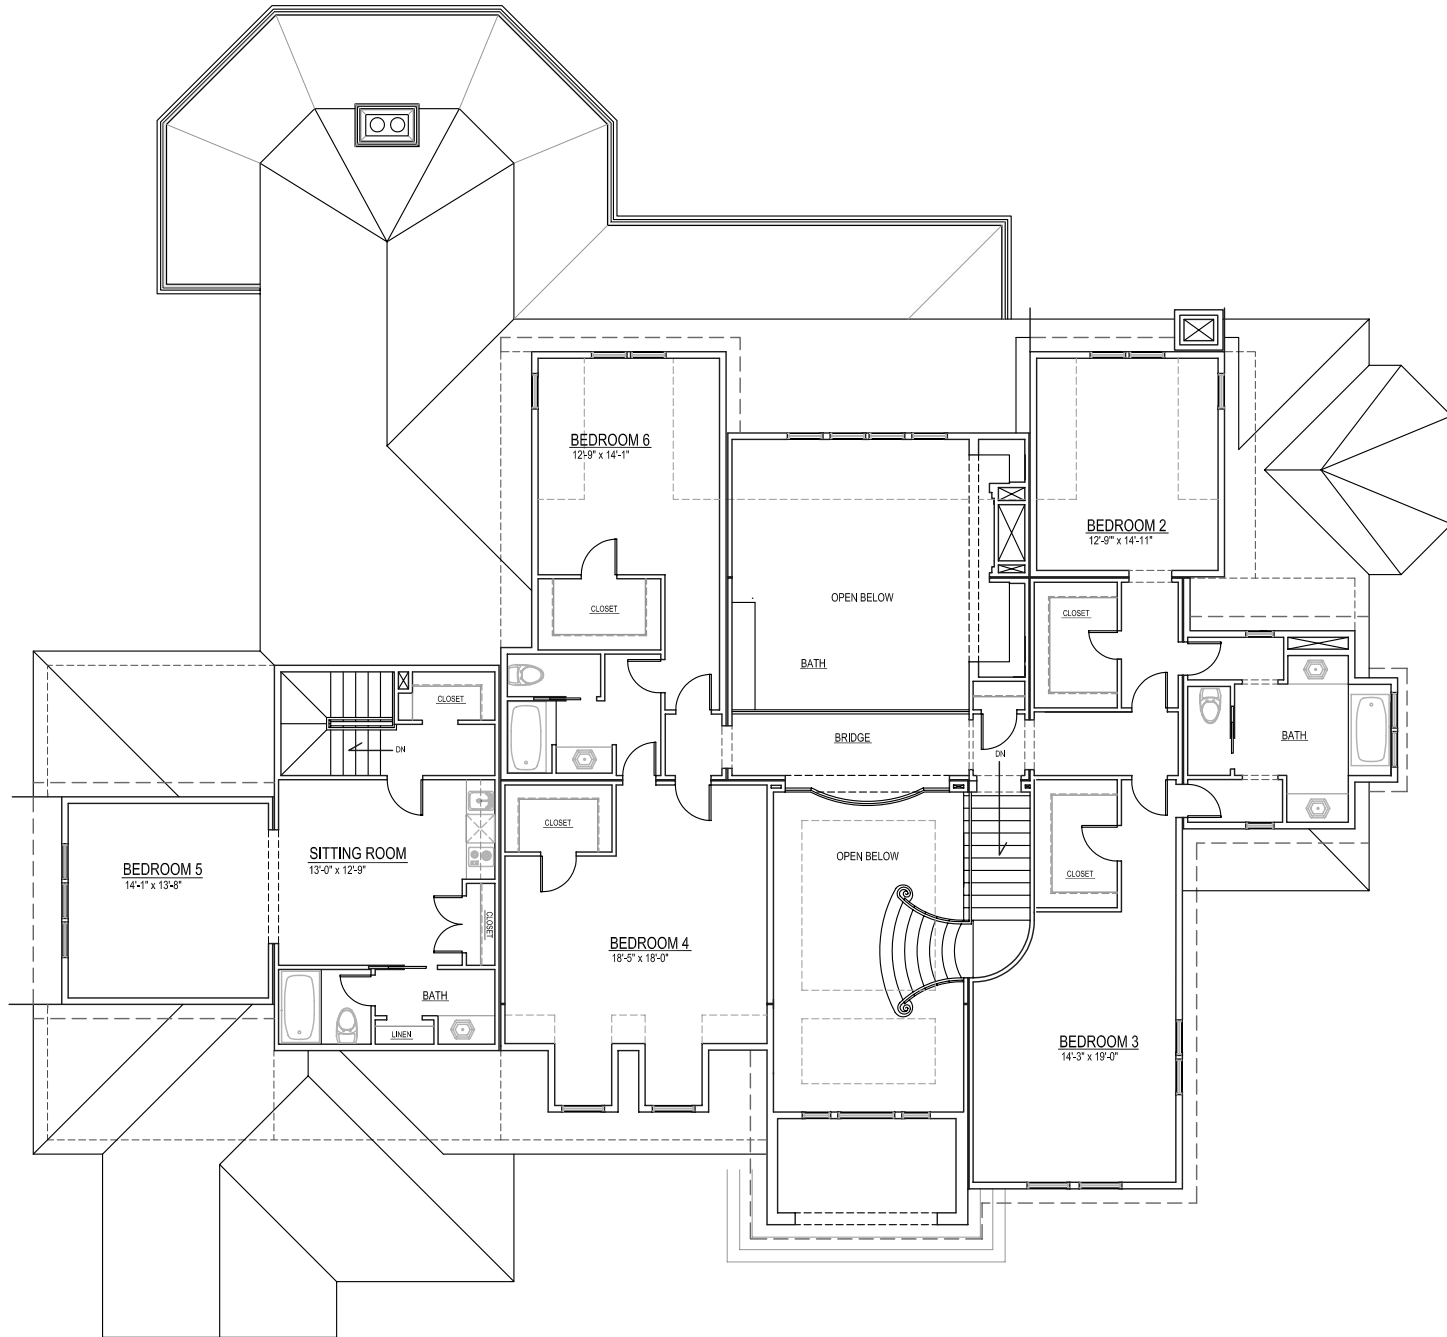 BEDROOM 6
12'-9" x 14'-1"
BEDROOM 2
12'-9'" x 14'-11"
CLOSET
OPEN BELOW
CLOSET
BATH
CLOSET
BRIDGE
BATH
DN
DN
CLOSET
SITTING ROOM
13'-0" x 12'-9"
OPEN BELOW
BEDROOM 5
14'-1" x 13'-8"
CLOSET
CLOSET
BEDROOM 4
18'-5" x 18'-0"
BATH
LINEN
BEDROOM 3
14'-3" x 19'-0"